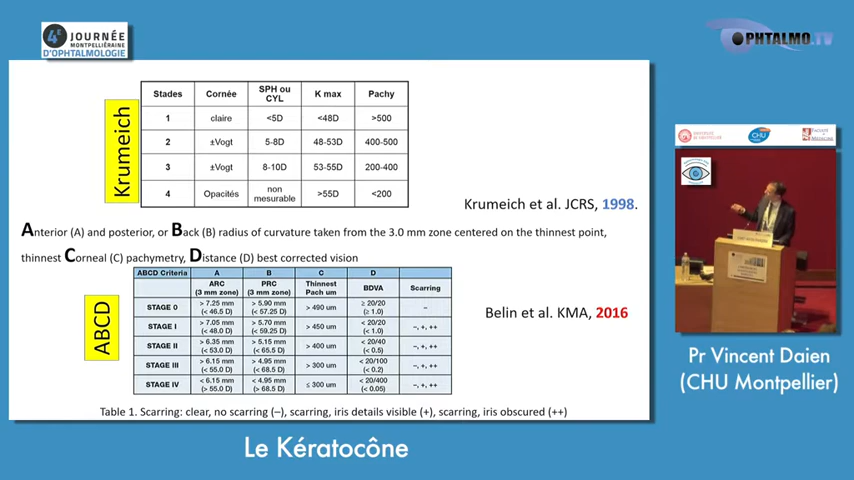 4E JOURNÉE
MONTPELLIÉRAINE
D'OPHTALMOLOGIE
OPHTALMO.TV
Krumeich
Stades Cornée SPH ou CYL K max Pachy
1 claire <5D <48D >500
2 ±Vogt 5-8D 48-53D 400-500
3 ±Vogt 8-10D 53-55D 200-400
4 Opacités non mesurable >55D <200
Krumeich et al. JCRS, 1998.
Anterior (A) and posterior, or Back (B) radius of curvature taken from the 3.0 mm zone centered on the thinnest point,
thinnest Corneal (C) pachymetry, Distance (D) best corrected vision
ABCD
ABCD Criteria A B C D
ARC (3 mm zone) PRC (3 mm zone) Thinnest Pach um BDVA Scarring
STAGE 0 > 7.25 mm (< 46.5 D) > 5.90 mm (< 57.25 D) > 490 um ≥ 20/20 (≥ 1.0) –
STAGE I > 7.05 mm (< 48.0 D) > 5.70 mm (< 59.25 D) > 450 um < 20/20 (< 1.0) –, +, ++
STAGE II > 6.35 mm (< 53.0 D) > 5.15 mm (< 65.5 D) > 400 um < 20/40 (< 0.5) –, +, ++
STAGE III > 6.15 mm (< 55.0 D) > 4.95 mm (< 68.5 D) > 300 um < 20/100 (< 0.2) –, +, ++
STAGE IV < 6.15 mm (> 55.0 D) < 4.95 mm (> 68.5 D) ≤ 300 um < 20/400 (< 0.05) –, +, ++
Belin et al. KMA, 2016
Table 1. Scarring: clear, no scarring (–), scarring, iris details visible (+), scarring, iris obscured (++)
CHU
Pr Vincent Daien
(CHU Montpellier)
Le Kératocône